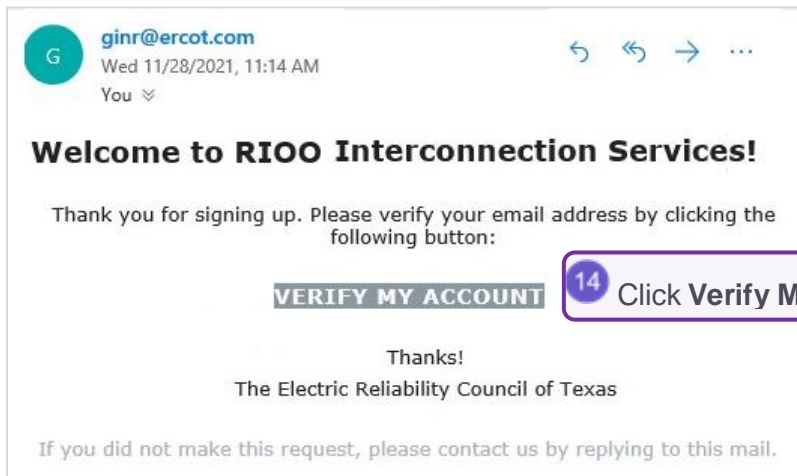 G
ginr@ercot.com
Wed 11/28/2021, 11:14 AM
You
Welcome to RIOO Interconnection Services!
Thank you for signing up. Please verify your email address by clicking the
following button:
VERIFY MY ACCOUNT
14 Click Verify M
Thanks!
The Electric Reliability Council of Texas
If you did not make this request, please contact us by replying to this mail.